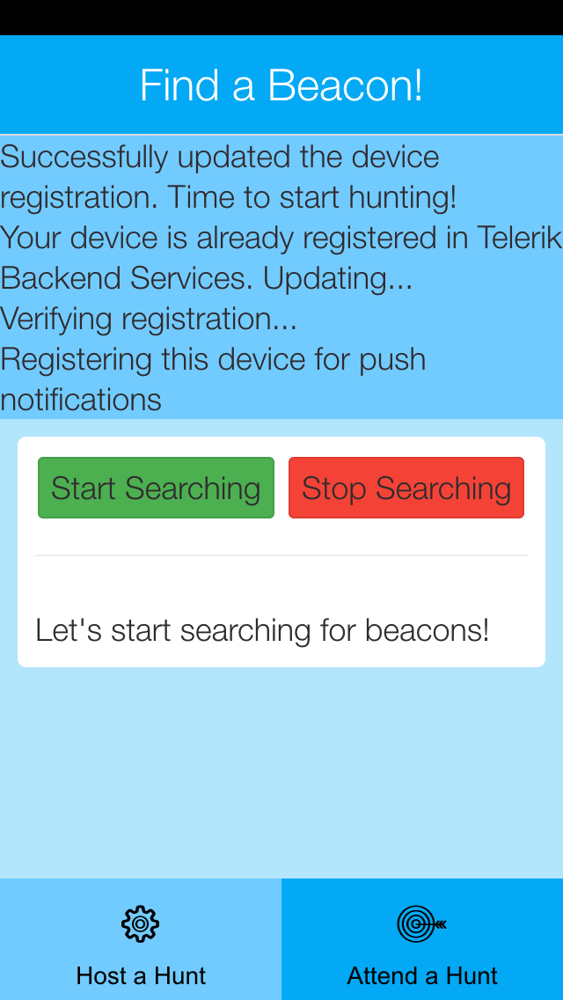 Find a Beacon!
Successfully updated the device
registration. Time to start hunting!
Your device is already registered in Telerik
Backend Services. Updating...
Verifying registration...
Registering this device for push
notifications
Start Searching
Stop Searching
Let's start searching for beacons!
Host a Hunt
Attend a Hunt